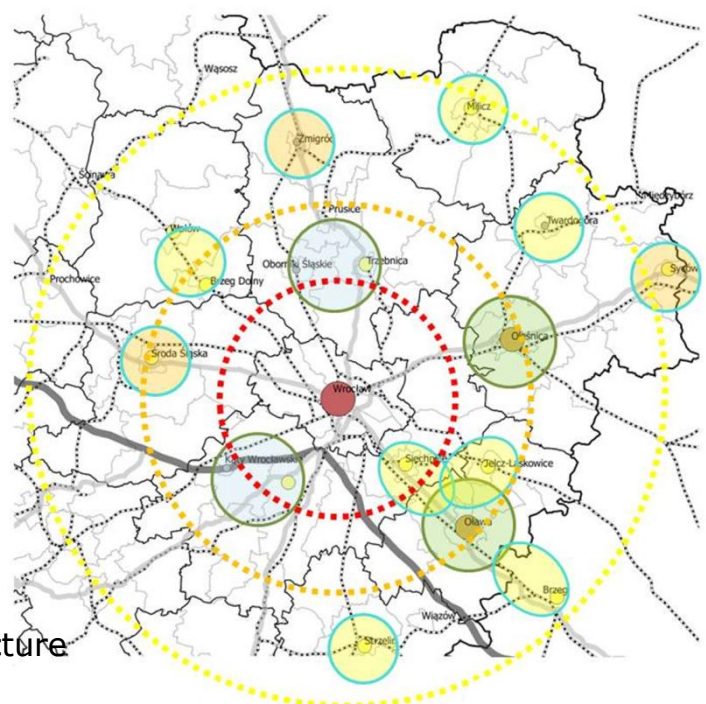 Wąsosz
Milicz
Żmigród
Ścinawa
Międzybórz
Prusice
Twardogóra
Wołów
Oborniki Śląskie
Trzebnica
Syców
Prochowice
Brzeg Dolny
Oleśnica
Środa Śląska
Wrocław
Kąty Wrocławskie
Siechnice
Jelcz-Laskowice
Oława
Brzeg
Wiązów
Strzelin
cture